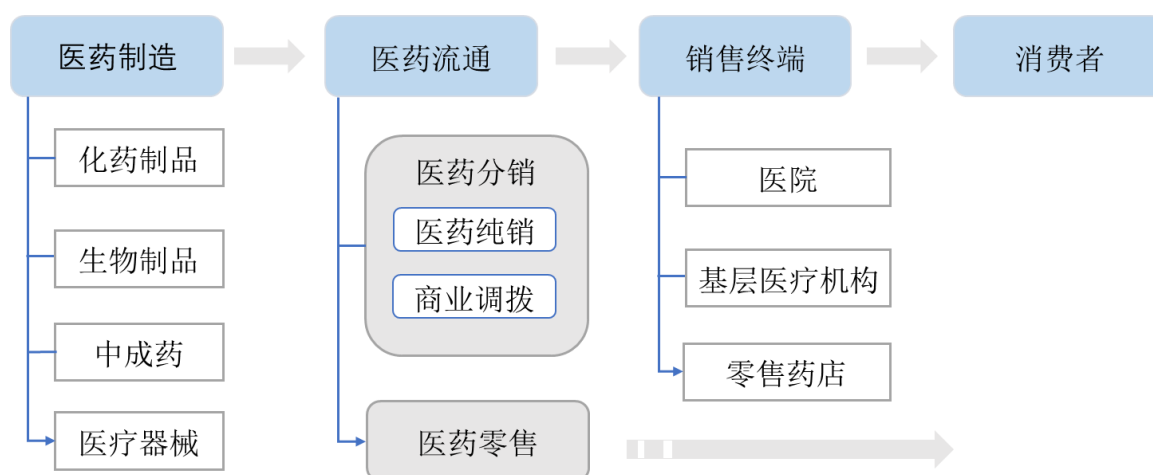 医药制造
医药流通
销售终端
消费者
化药制品
生物制品
中成药
医疗器械
医药分销
医药纯销
商业调拨
医药零售
医院
基层医疗机构
零售药店